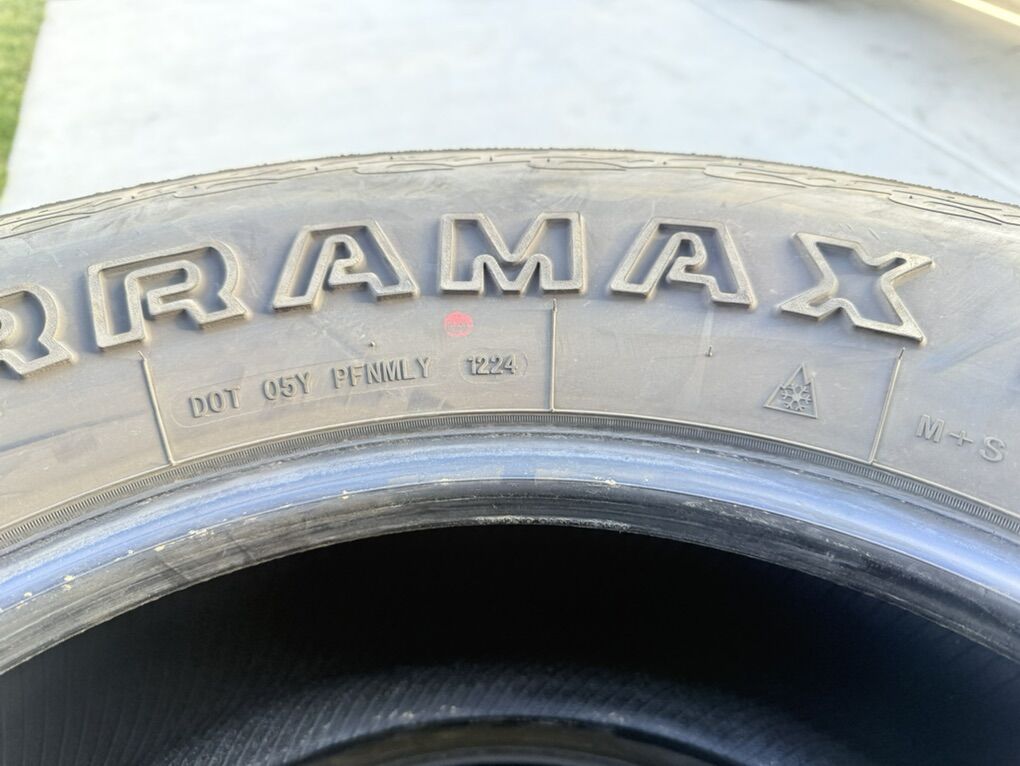 RRAMAX
DOT 05Y PFNMLY 1224
M+S